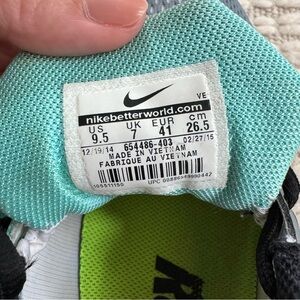 VE
nikebetterworld.com
US UK EUR cm
9.5 7 41 26.5
12/19/14 654486-403 02/27/15
MADE IN VIETNAM
FABRIQUE AU VIETNAM